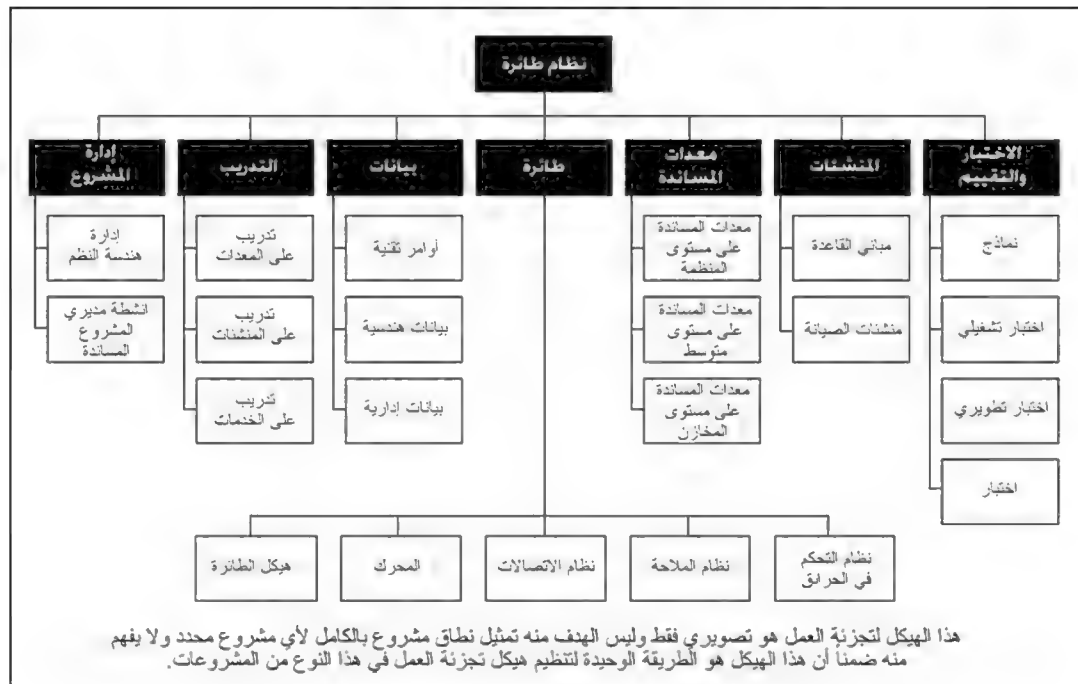 نظام طائرة
الاختبار
والتقييم
المنشئات
معدات
المساندة
طائرة
بيانات
التدريب
إدارة
المشروع
نماذج
اختبار تشغيلي
اختبار تطويري
اختبار
مباني القاعدة
منشئات الصيانة
معدات المساندة
على مستوى
المنظمة
معدات المساندة
على مستوى
متوسط
معدات المساندة
على مستوى
المخازن
أوامر تقنية
بيانات هندسية
بيانات إدارية
تدريب
على المعدات
تدريب
على المنشئات
تدريب
على الخدمات
إدارة
هندسة النظم
انشطة مديري
المشروع
المساندة
نظام التحكم
في الحرائق
نظام الملاحة
نظام الاتصالات
المحرك
هيكل الطائرة
هذا الهيكل لتجزئة العمل هو تصويري فقط وليس الهدف منه تمثيل نطاق مشروع بالكامل لأي مشروع محدد ولا يفهم
منه ضمناً أن هذا الهيكل هو الطريقة الوحيدة لتنظيم هيكل تجزئة العمل في هذا النوع من المشروعات.